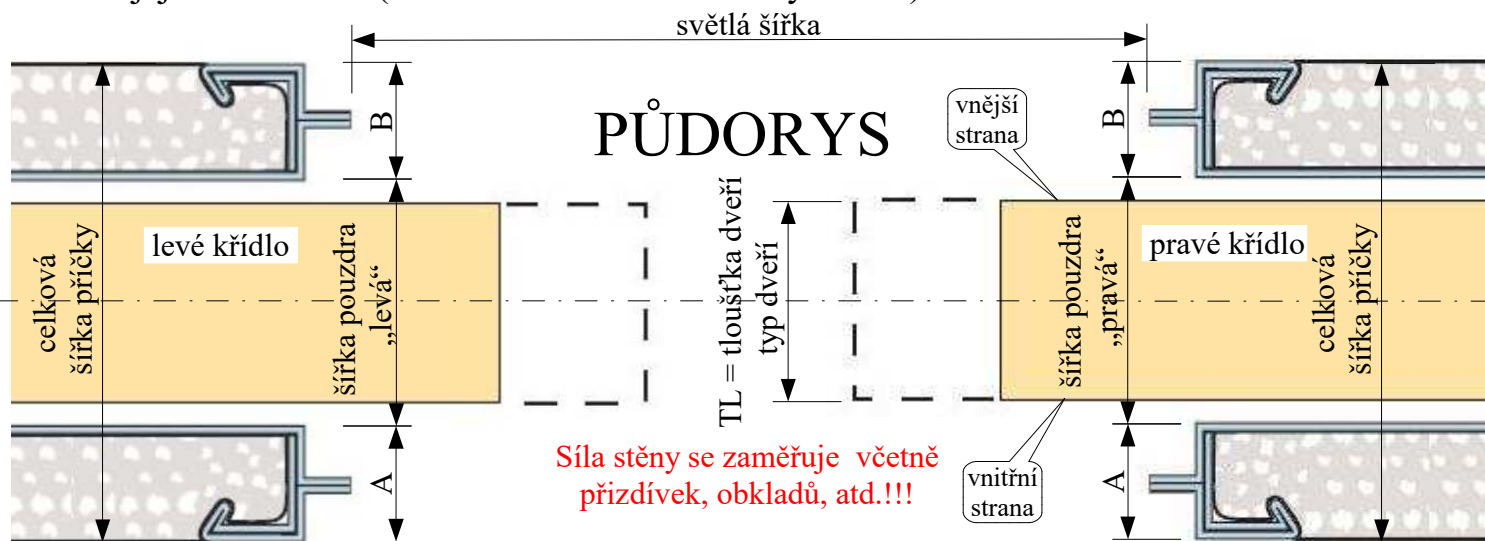 světlá šířka
B
B
PŮDORYS
vnější
strana
levé křídlo
pravé křídlo
celková
šířka příčky
šířka pouzdra
„levá“
TL = tloušťka dveří
typ dveří
šířka pouzdra
„pravá“
celková
šířka příčky
Síla stěny se zaměřuje včetně
přizdívek, obkladů, atd.!!!
A
A
vnitřní
strana